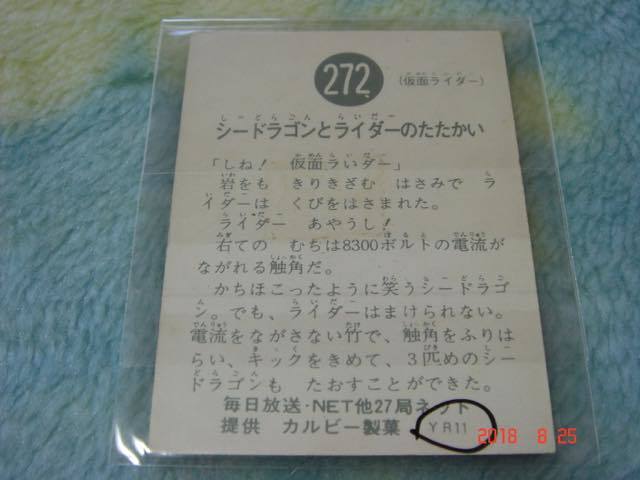 272
(仮面ライダー)
シードラゴンとライダーのたたかい
「しね！ 仮面らいダー」
岩をも きりきざむ はさみで ラ
イダーは くびをはさまれた。
ライダー あやうし！
右ての むちは8300ボルトの電流が
ながれる触角だ。
かちほこったように笑うシードラゴ
ン。でも、ライダーはまけられない。
電流をながさない竹で、触角をふりは
らい、キックをきめて、3匹めのシー
ドラゴンも たおすことができた。
毎日放送・NET他27局ネット
提供 カルビー製菓 YR11
2018 8 25